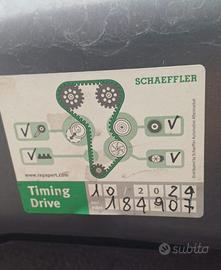 SCHAEFFLER
www.repxpert.com
Timing
Drive
10 / 2024
184907
subito